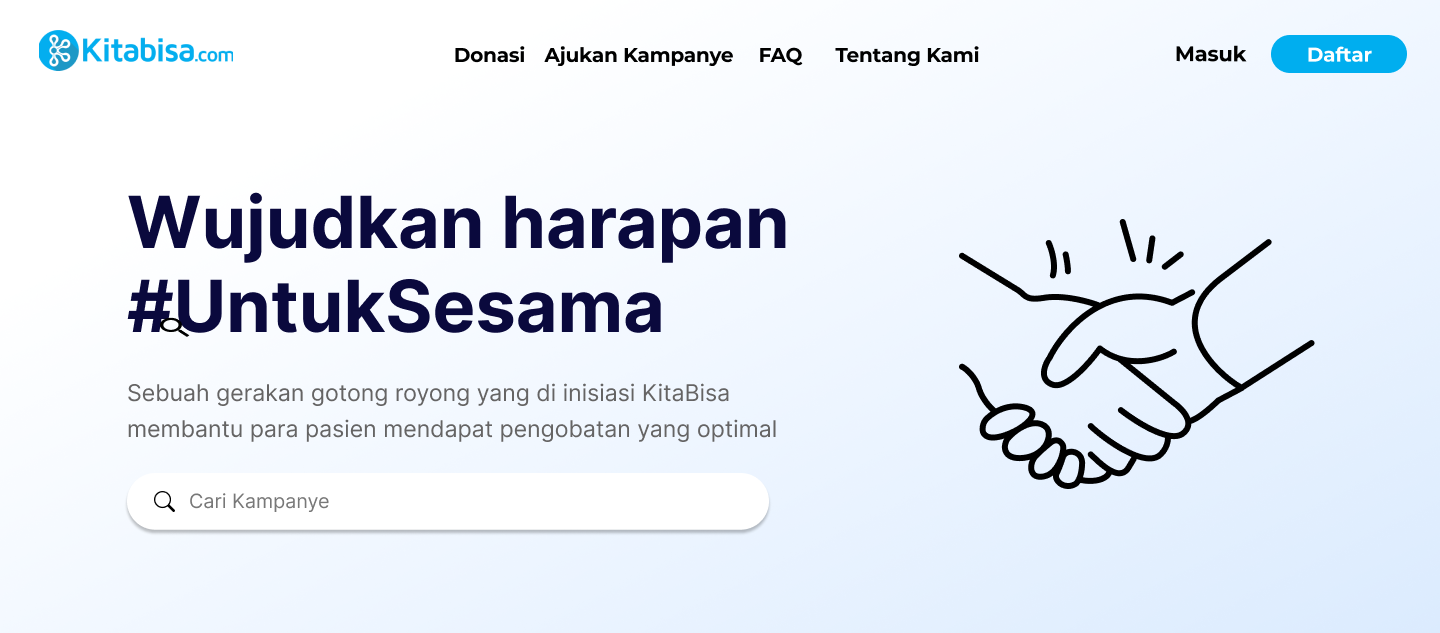 Kitabisa.com
Donasi Ajukan Kampanye FAQ Tentang Kami
Masuk Daftar
Wujudkan harapan
#UntukSesama
Sebuah gerakan gotong royong yang di inisiasi KitaBisa
membantu para pasien mendapat pengobatan yang optimal
Cari Kampanye